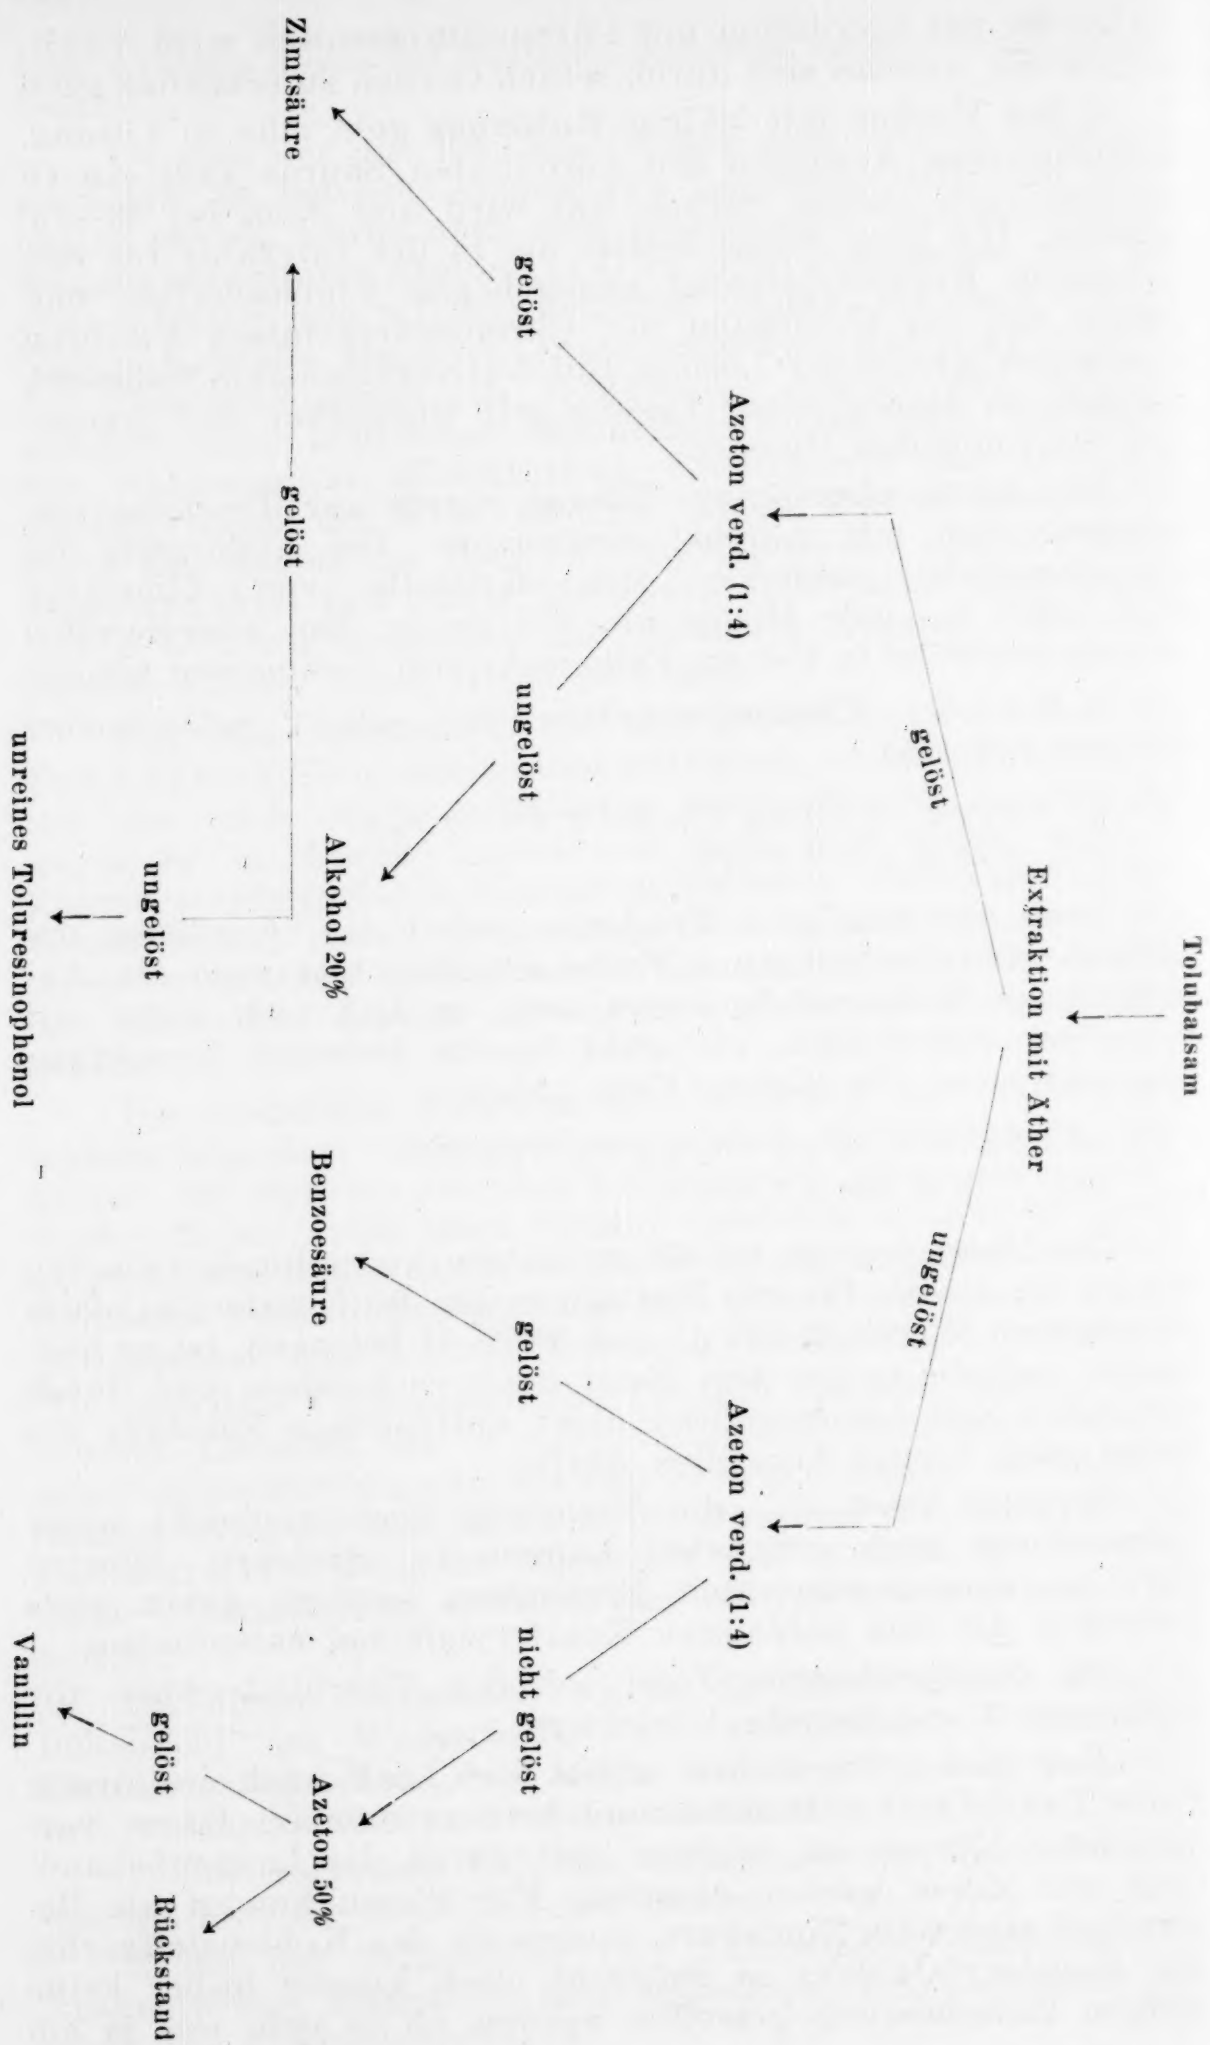 Tolubalsam
Extraktion mit Äther
gelöst
ungelöst
Azeton verd. (1:4)
Azeton verd. (1:4)
gelöst
ungelöst
gelöst
nicht gelöst
Zimtsäure
gelöst
Alkohol 20%
Benzoesäure
Azeton 50%
ungelöst
gelöst
Rückstand
unreines Toluresinophenol
Vanillin